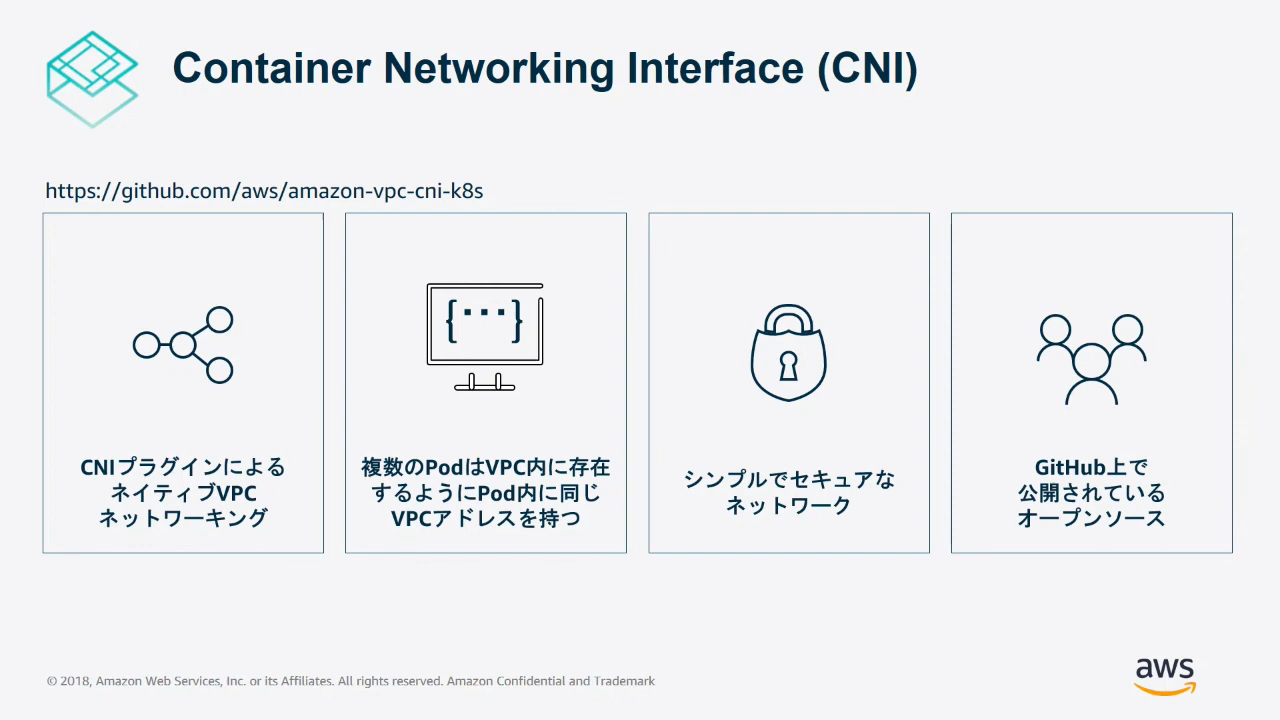 Container Networking Interface (CNI)
https://github.com/aws/amazon-vpc-cni-k8s
{···}
CNIプラグインによる
ネイティブVPC
ネットワーキング
複数のPodはVPC内に存在
するようにPod内に同じ
VPCアドレスを持つ
シンプルでセキュアな
ネットワーク
GitHub上で
公開されている
オープンソース
© 2018, Amazon Web Services, Inc. or its Affiliates. All rights reserved. Amazon Confidential and Trademark
aws